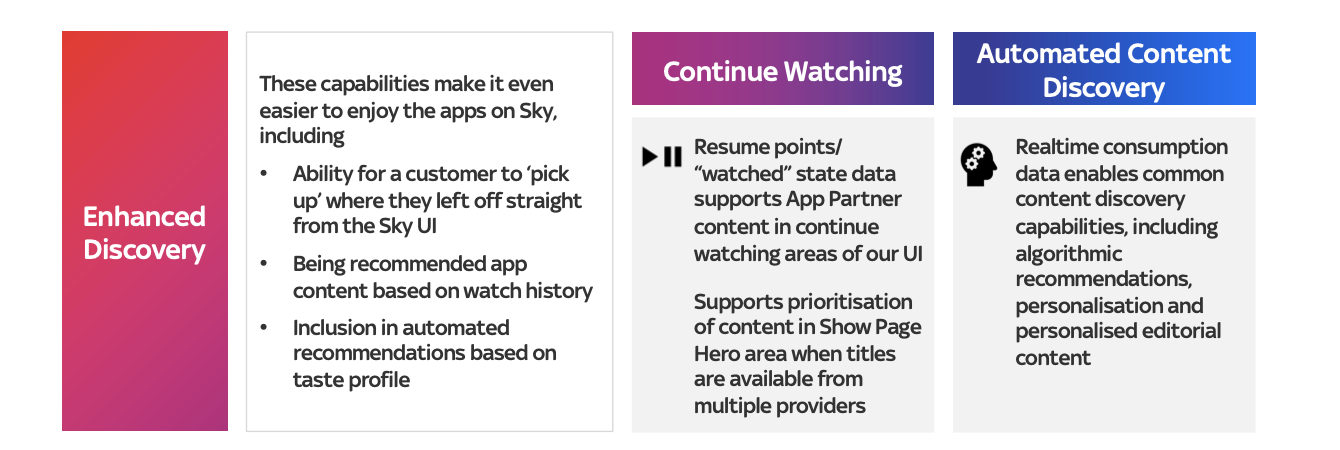 Enhanced
Discovery
These capabilities make it even
easier to enjoy the apps on Sky,
including
• Ability for a customer to ‘pick
up’ where they left off straight
from the Sky UI
• Being recommended app
content based on watch history
• Inclusion in automated
recommendations based on
taste profile
Continue Watching
Resume points/
“watched” state data
supports App Partner
content in continue
watching areas of our UI
Supports prioritisation
of content in Show Page
Hero area when titles
are available from
multiple providers
Automated Content
Discovery
Realtime consumption
data enables common
content discovery
capabilities, including
algorithmic
recommendations,
personalisation and
personalised editorial
content